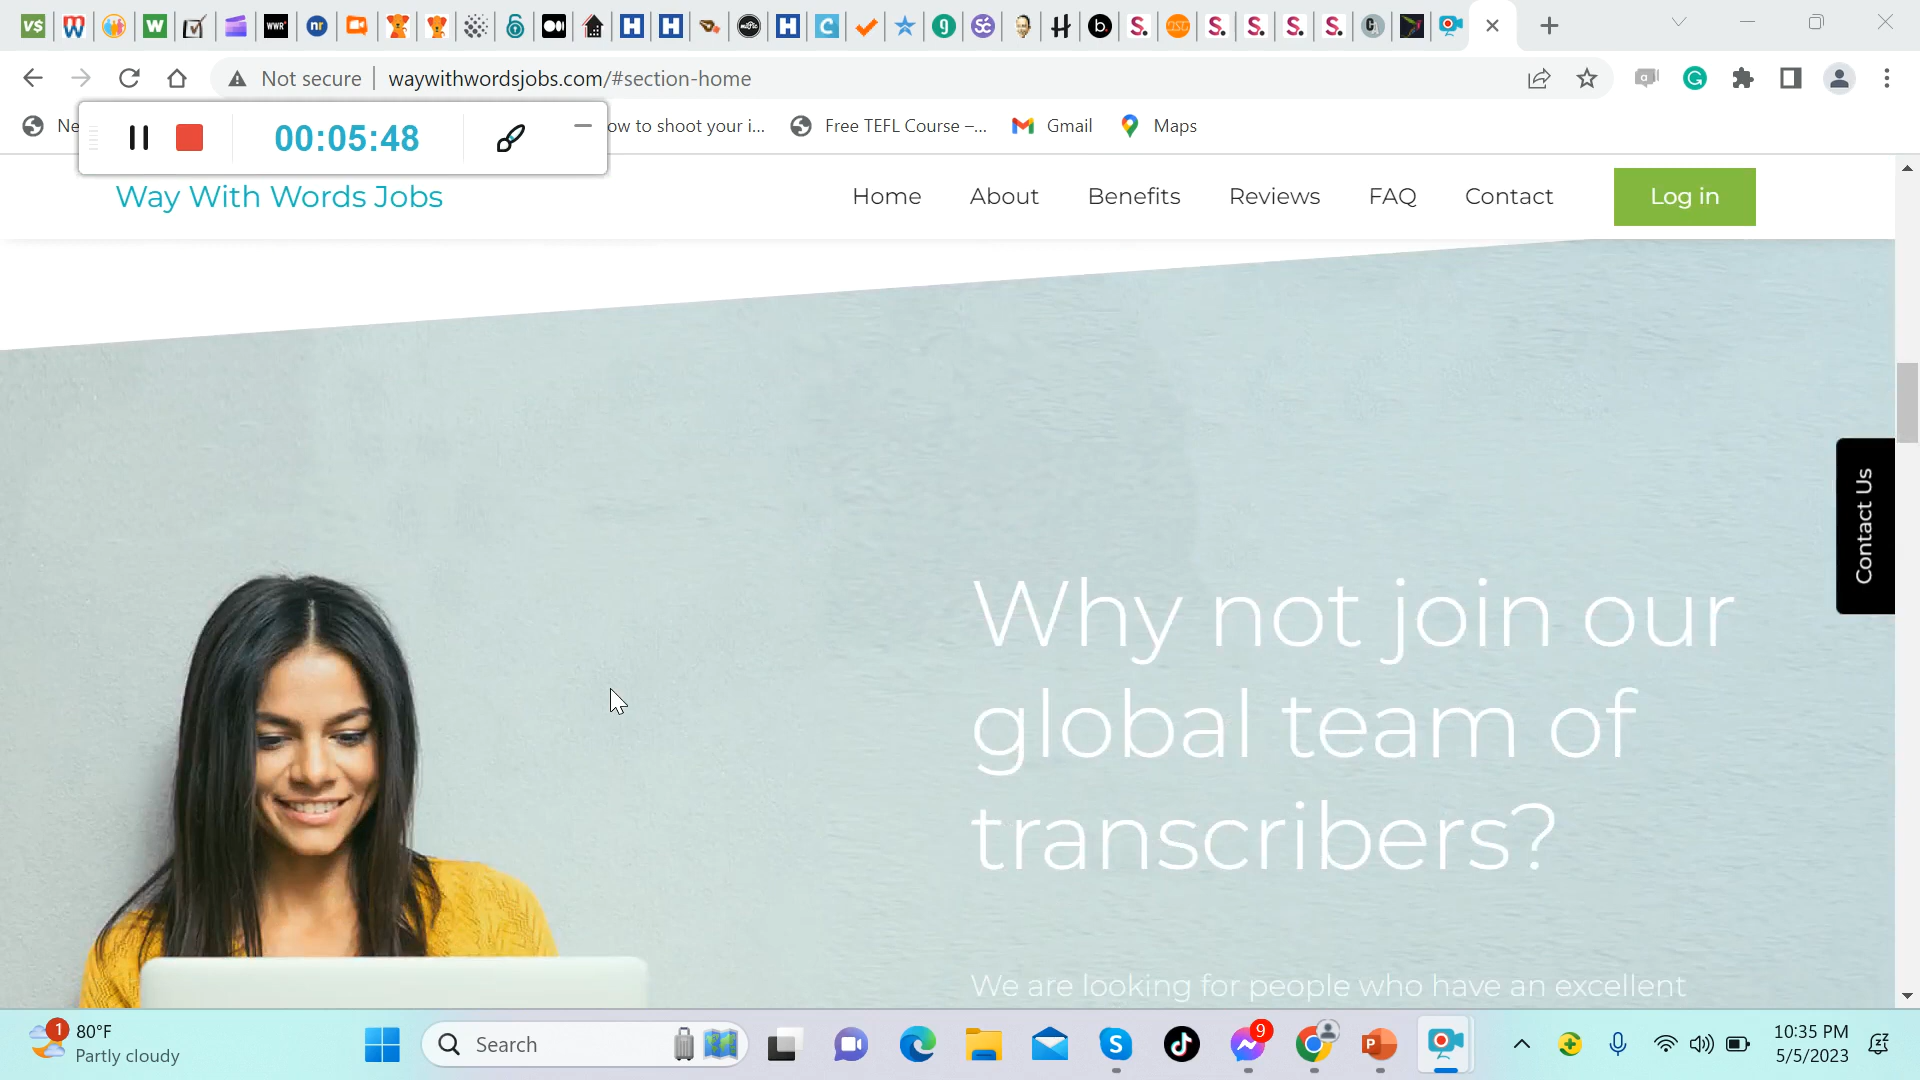 Not secure
waywithwordsjobs.com/#section-home
Ne
00:05:48
ow to shoot your i...
Free TEFL Course –...
Gmail
Maps
Way With Words Jobs
Home
About
Benefits
Reviews
FAQ
Contact
Log in
Contact Us
Why not join our
global team of
transcribers?
We are looking for people who have an excellent
1
80°F
Partly cloudy
Search
9
10:35 PM
5/5/2023